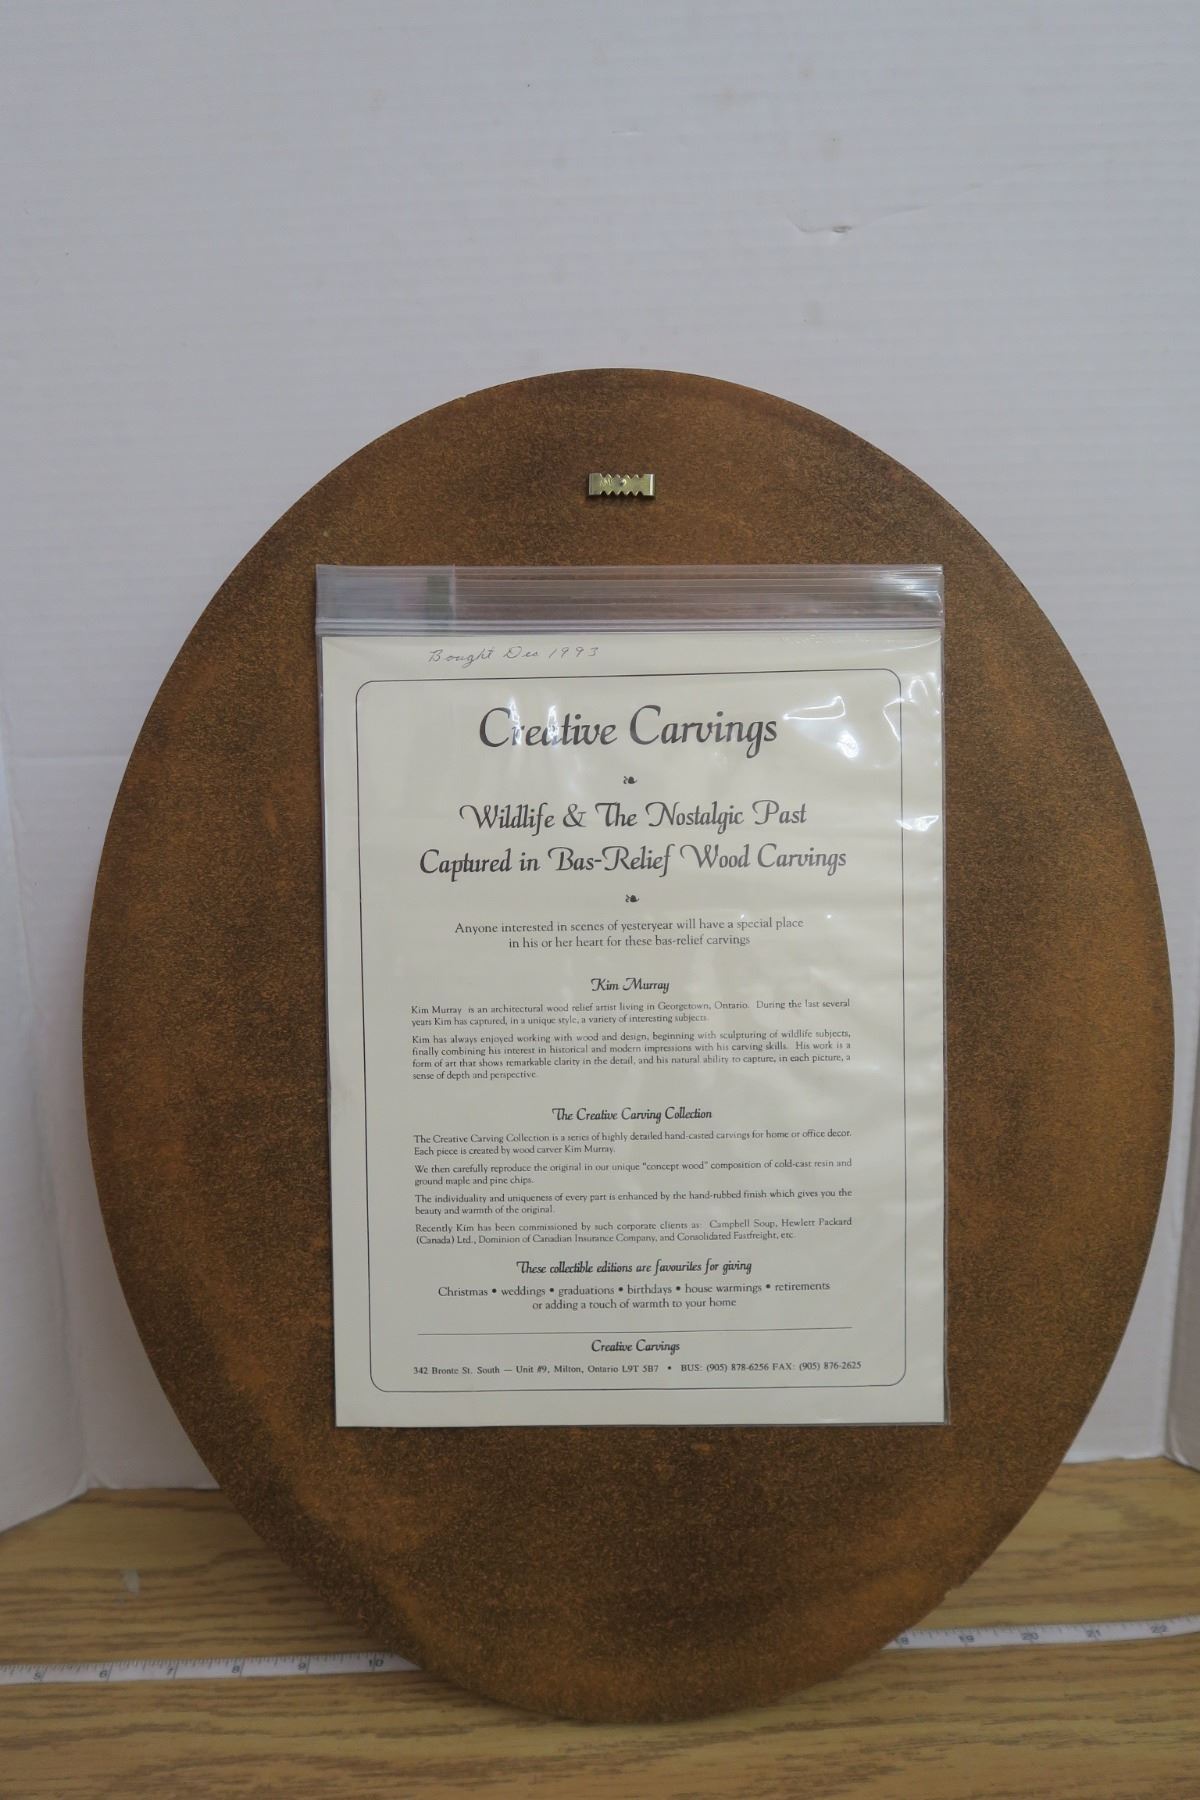 Bought Dec 1993
Creative Carvings
Wildlife & The Nostalgic Past
Captured in Bas-Relief Wood Carvings
Anyone interested in scenes of yesteryear will have a special place
in his or her heart for these bas-relief carvings
Kim Murray
Kim Murray is an architectural wood relief artist living in Georgetown, Ontario. During the last several
years Kim has captured, in a unique style, a variety of interesting subjects.
Kim has always enjoyed working with wood and design, beginning with sculpturing of wildlife subjects,
finally combining his interest in historical and modern impressions with his carving skills. His work is a
form of art that shows remarkable clarity in the detail, and his natural ability to capture, in each picture, a
sense of depth and perspective.
The Creative Carving Collection
The Creative Carving Collection is a series of highly detailed hand-casted carvings for home or office decor.
Each piece is created by wood carver Kim Murray.
We then carefully reproduce the original in our unique "concept wood" composition of cold-cast resin and
ground maple and pine chips.
The individuality and uniqueness of every part is enhanced by the hand-rubbed finish which gives you the
beauty and warmth of the original.
Recently Kim has been commissioned by such corporate clients as: Campbell Soup, Hewlett Packard
(Canada) Ltd., Dominion of Canadian Insurance Company, and Consolidated Fastfreight, etc.
These collectible editions are favourites for giving
Christmas • weddings • graduations • birthdays • house warmings • retirements
or adding a touch of warmth to your home
Creative Carvings
342 Bronte St. South — Unit #9, Milton, Ontario L9T 5B7 • BUS: (905) 878-6256 FAX: (905) 876-2625
5 6 7 8 9 10 18 19 20 21 22